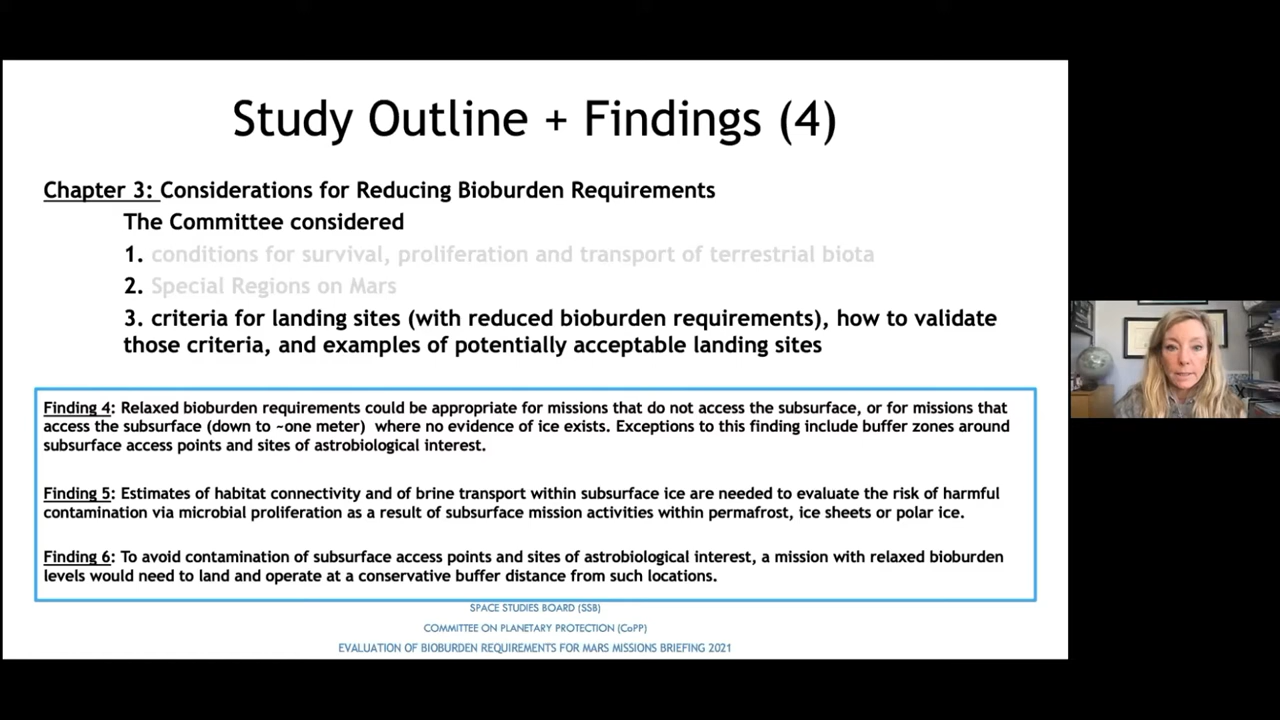 Study Outline + Findings (4)
Chapter 3: Considerations for Reducing Bioburden Requirements
The Committee considered
1. conditions for survival, proliferation and transport of terrestrial biota
2. Special Regions on Mars
3. criteria for landing sites (with reduced bioburden requirements), how to validate
those criteria, and examples of potentially acceptable landing sites
Finding 4: Relaxed bioburden requirements could be appropriate for missions that do not access the subsurface, or for missions that
access the subsurface (down to ~one meter) where no evidence of ice exists. Exceptions to this finding include buffer zones around
subsurface access points and sites of astrobiological interest.
Finding 5: Estimates of habitat connectivity and of brine transport within subsurface ice are needed to evaluate the risk of harmful
contamination via microbial proliferation as a result of subsurface mission activities within permafrost, ice sheets or polar ice.
Finding 6: To avoid contamination of subsurface access points and sites of astrobiological interest, a mission with relaxed bioburden
levels would need to land and operate at a conservative buffer distance from such locations.
SPACE STUDIES BOARD (SSB)
COMMITTEE ON PLANETARY PROTECTION (CoPP)
EVALUATION OF BIOBURDEN REQUIREMENTS FOR MARS MISSIONS BRIEFING 2021